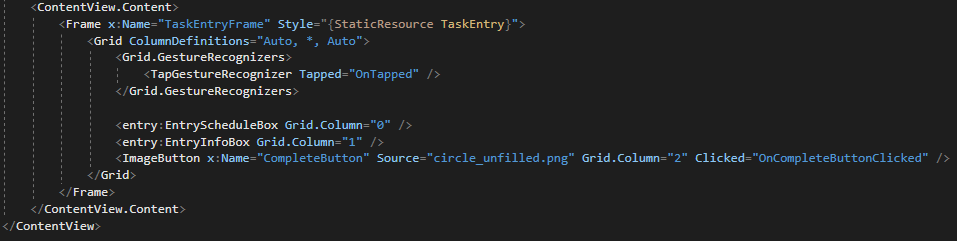 <ContentView.Content>
<Frame x:Name="TaskEntryFrame" Style="{StaticResource TaskEntry}">
<Grid ColumnDefinitions="Auto, *, Auto">
<Grid.GestureRecognizers>
<TapGestureRecognizer Tapped="OnTapped" />
</Grid.GestureRecognizers>
<entry:EntryScheduleBox Grid.Column="0" />
<entry:EntryInfoBox Grid.Column="1" />
<ImageButton x:Name="CompleteButton" Source="circle_unfilled.png" Grid.Column="2" Clicked="OnCompleteButtonClicked" />
</Grid>
</Frame>
</ContentView.Content>
</ContentView>